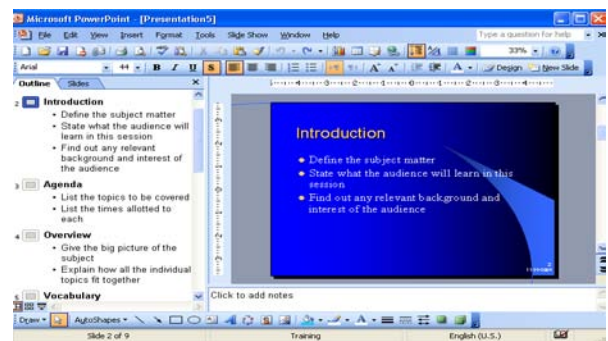 Microsoft PowerPoint - [Presentation5]
File Edit View Insert Format Tools Slide Show Window Help Type a question for help
33%
Arial 44 B I U S A A A Design New Slide
Outline Slides
2 Introduction
• Define the subject matter
• State what the audience will
learn in this session
• Find out any relevant
background and interest of
the audience
3 Agenda
• List the topics to be covered
• List the times allotted to
each
4 Overview
• Give the big picture of the
subject
• Explain how all the individual
topics fit together
5 Vocabulary
Introduction
Define the subject matter
State what the audience will learn in this
session
Find out any relevant background and
interest of the audience
2
Click to add notes
Draw AutoShapes A
Slide 2 of 9 Training English (U.S.)